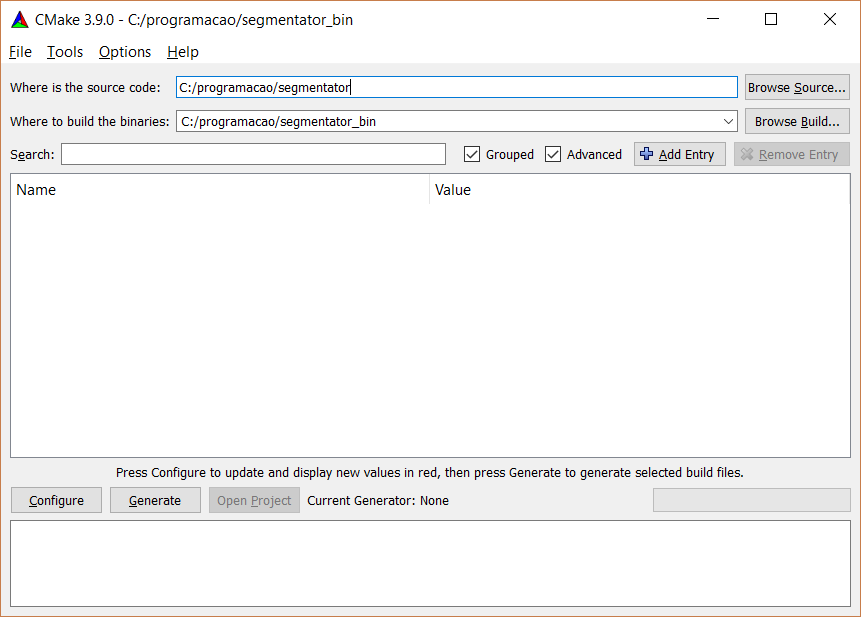 CMake 3.9.0 - C:/programacao/segmentator_bin
File Tools Options Help
Where is the source code: C:/programacao/segmentator Browse Source...
Where to build the binaries: C:/programacao/segmentator_bin Browse Build...
Search: Grouped Advanced Add Entry Remove Entry
Name Value
Press Configure to update and display new values in red, then press Generate to generate selected build files.
Configure Generate Open Project Current Generator: None